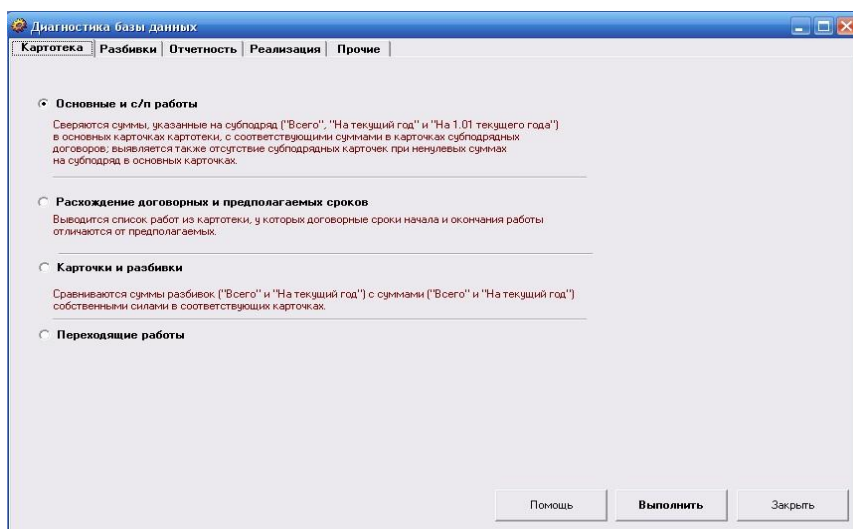 Диагностика базы данных
Картотека Разбивки Отчетность Реализация Прочие
Основные и с/п работы
Сверяются суммы, указанные на субподряд ("Всего", "На текущий год" и "На 1.01 текущего года")
в основных карточках картотеки, с соответствующими суммами в карточках субподрядных
договоров; выявляется также отсутствие субподрядных карточек при ненулевых суммах
на субподряд в основных карточках.
Расхождение договорных и предполагаемых сроков
Выводится список работ из картотеки, у которых договорные сроки начала и окончания работы
отличаются от предполагаемых.
Карточки и разбивки
Сравниваются суммы разбивок ("Всего" и "На текущий год") с суммами ("Всего" и "На текущий год")
собственными силами в соответствующих карточках.
Переходящие работы
Помощь Выполнить Закрыть